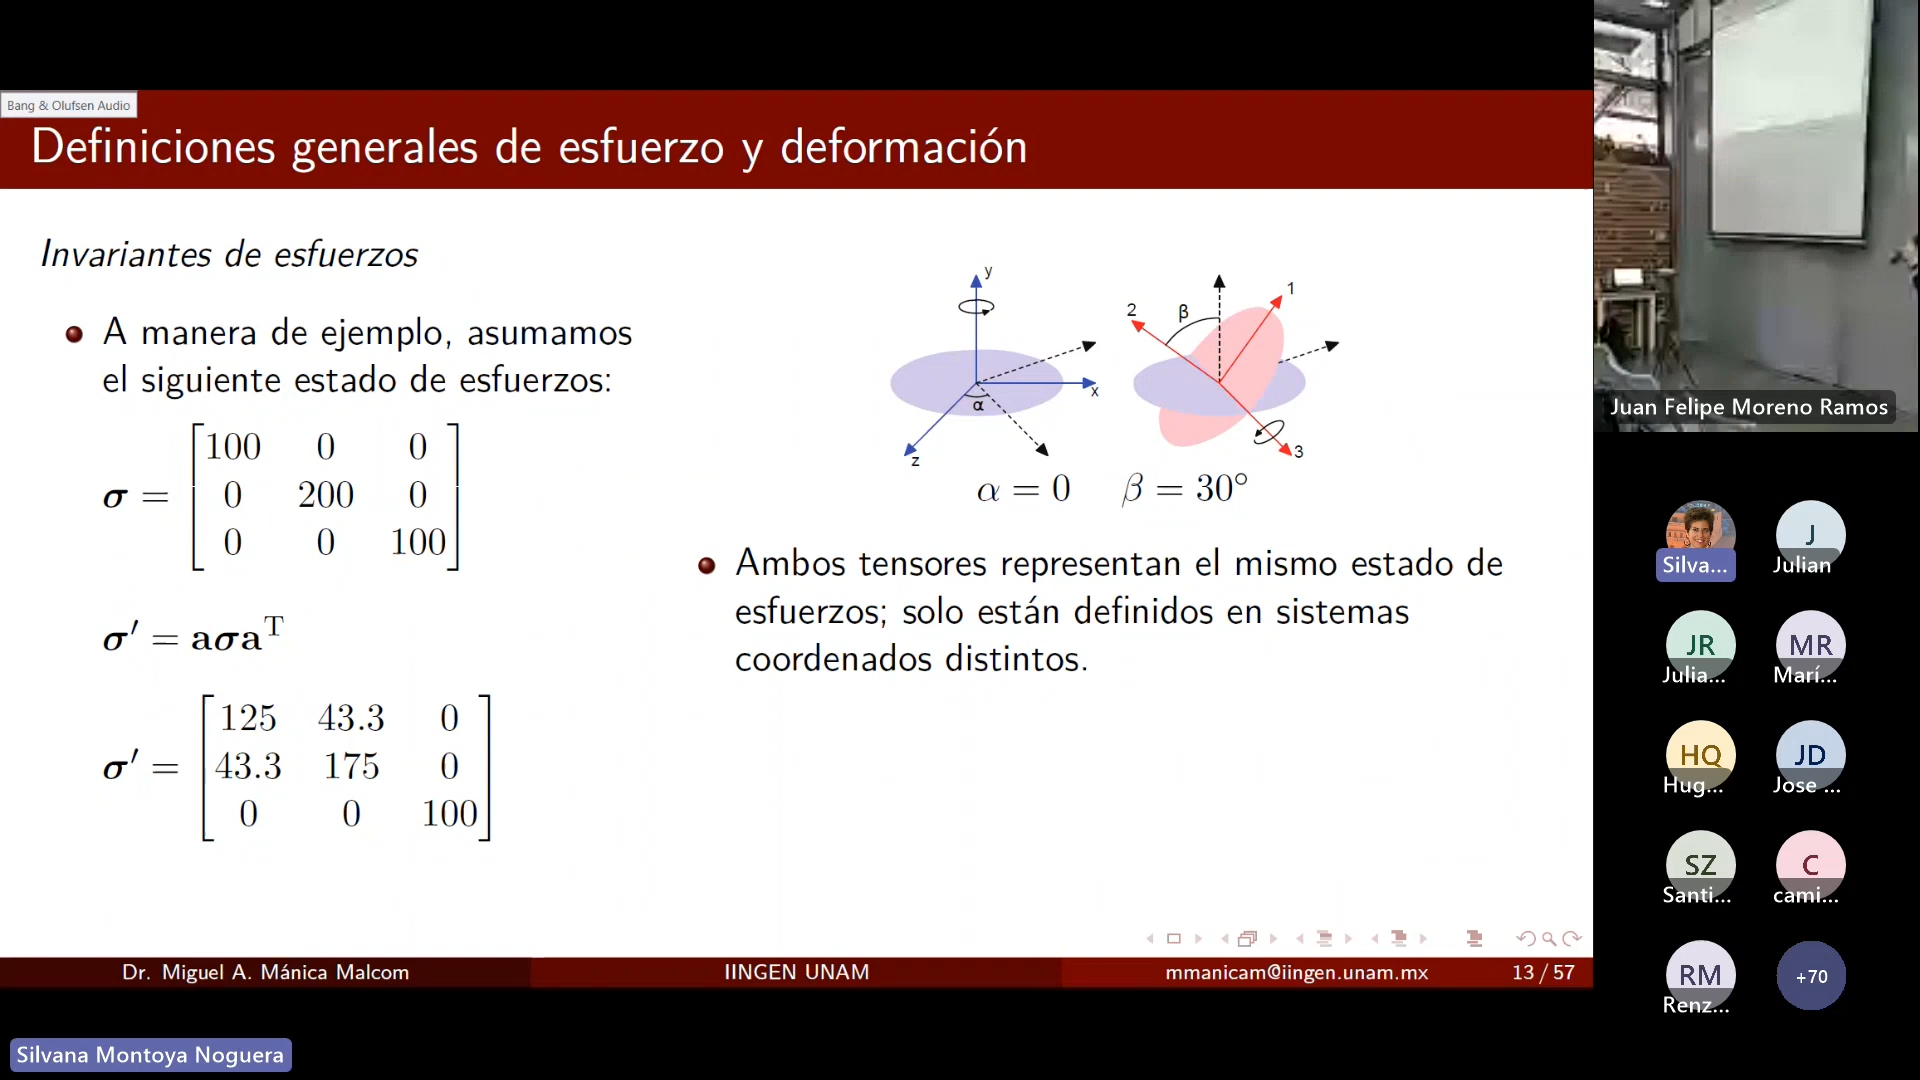 Bang & Olufsen Audio
Definiciones generales de esfuerzo y deformación
Invariantes de esfuerzos
A manera de ejemplo, asumamos
el siguiente estado de esfuerzos:
σ = [100 0 0
0 200 0
0 0 100]
σ′ = aσaᵀ
σ′ = [125 43.3 0
43.3 175 0
0 0 100]
y
x
z
α
1
2
3
β
α = 0 β = 30°
Ambos tensores representan el mismo estado de
esfuerzos; solo están definidos en sistemas
coordenados distintos.
Dr. Miguel A. Mánica Malcom IINGEN UNAM mmanicam@iingen.unam.mx 13 / 57
Silvana Montoya Noguera
Juan Felipe Moreno Ramos
Silva...
J
Julian
JR
Julia...
MR
Marí...
HQ
Hug...
JD
Jose ...
SZ
Santi...
C
cami...
RM
Renz...
+70